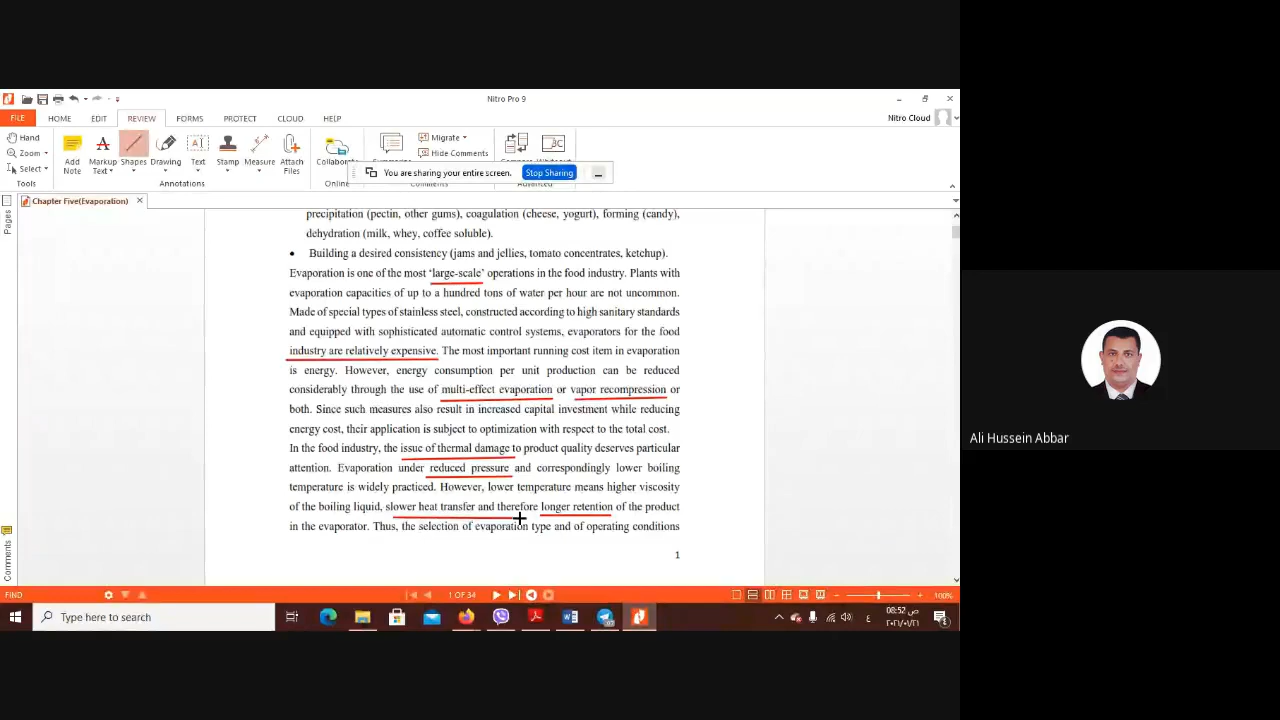 Nitro Pro 9
FILE HOME EDIT REVIEW FORMS PROTECT CLOUD HELP Nitro Cloud
Hand
Zoom
Select
Tools
Add Note
Markup Text
Shapes
Drawing
Text
Stamp
Measure
Attach Files
Annotations
Collaborate
Online
Migrate
Hide Comments
Comments
Advanced
You are sharing your entire screen. Stop Sharing
Chapter Five(Evaporation)
Pages
Comments
precipitation (pectin, other gums), coagulation (cheese, yogurt), forming (candy),
dehydration (milk, whey, coffee soluble).
• Building a desired consistency (jams and jellies, tomato concentrates, ketchup).
Evaporation is one of the most ‘large-scale’ operations in the food industry. Plants with
evaporation capacities of up to a hundred tons of water per hour are not uncommon.
Made of special types of stainless steel, constructed according to high sanitary standards
and equipped with sophisticated automatic control systems, evaporators for the food
industry are relatively expensive. The most important running cost item in evaporation
is energy. However, energy consumption per unit production can be reduced
considerably through the use of multi-effect evaporation or vapor recompression or
both. Since such measures also result in increased capital investment while reducing
energy cost, their application is subject to optimization with respect to the total cost.
In the food industry, the issue of thermal damage to product quality deserves particular
attention. Evaporation under reduced pressure and correspondingly lower boiling
temperature is widely practiced. However, lower temperature means higher viscosity
of the boiling liquid, slower heat transfer and therefore longer retention of the product
in the evaporator. Thus, the selection of evaporation type and of operating conditions
1
FIND
1 OF 34
100%
Type here to search
08:52 ص
Ali Hussein Abbar